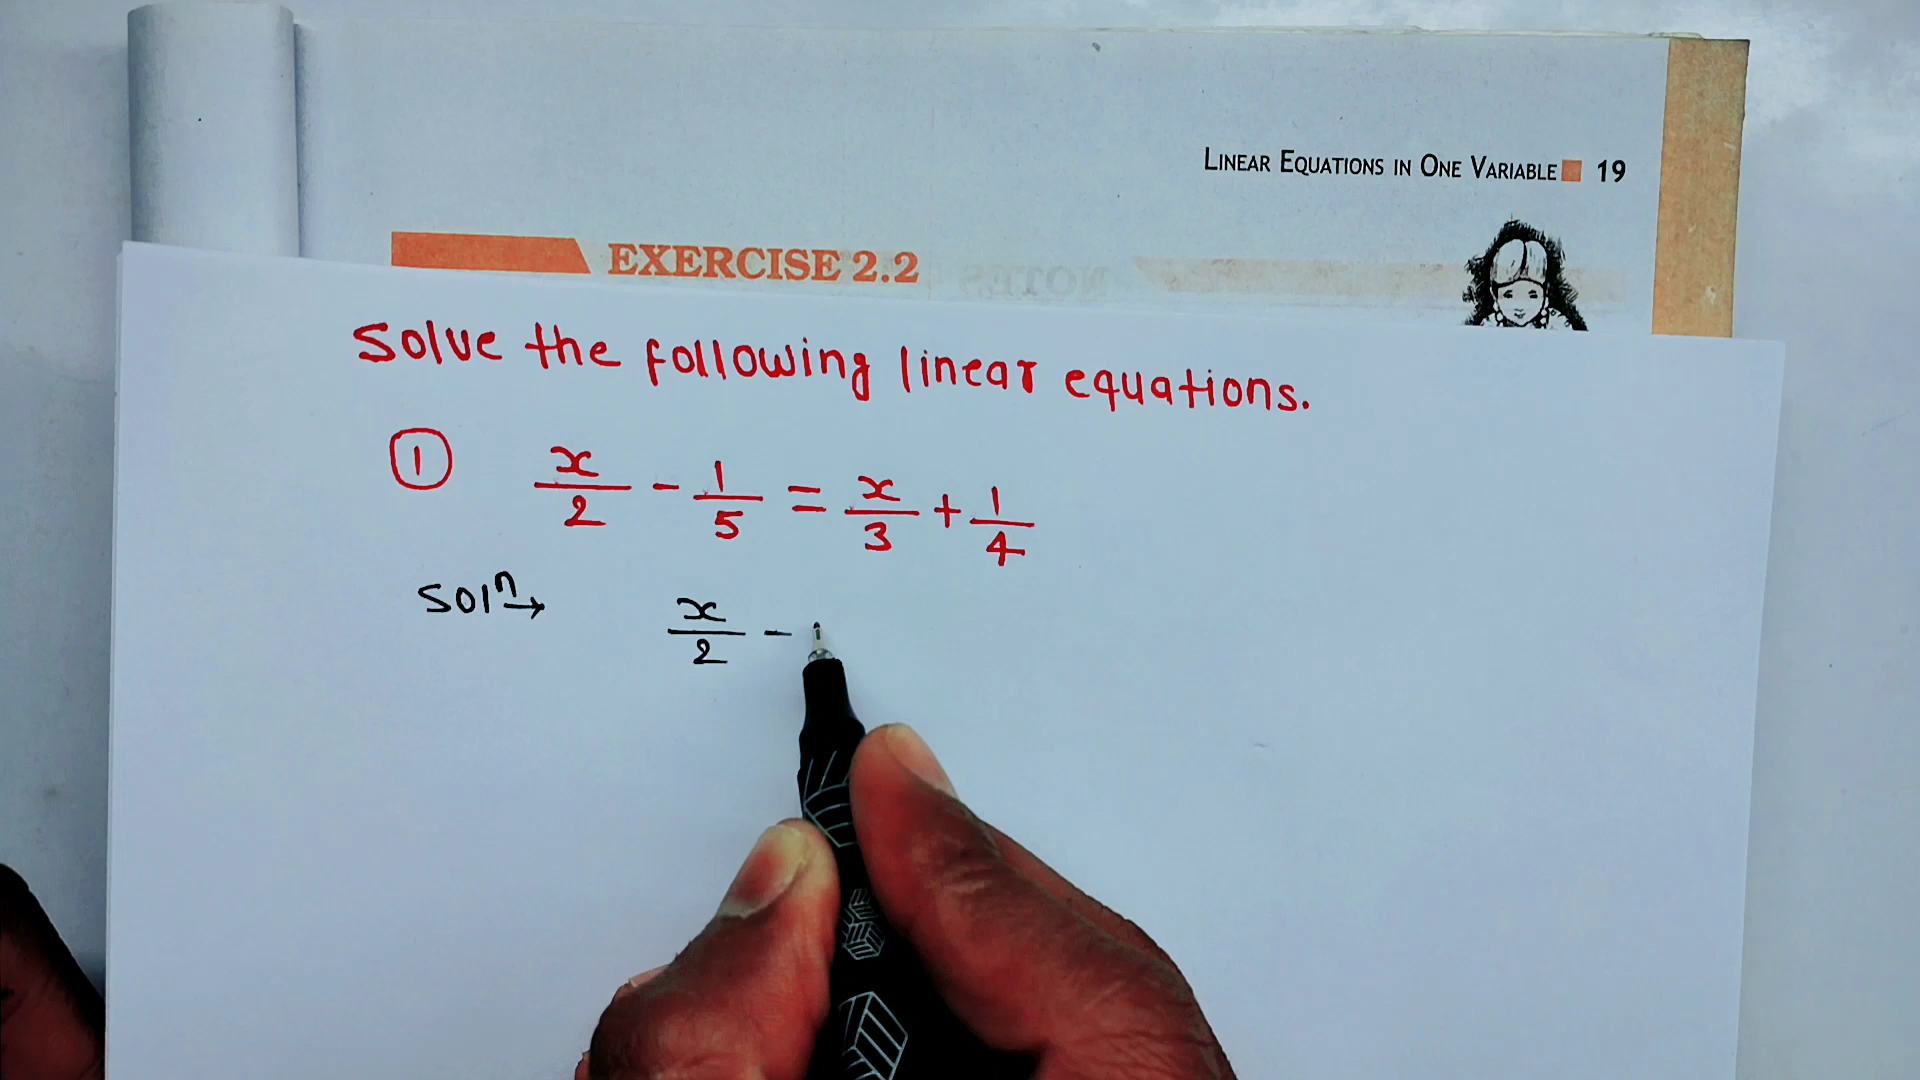 LINEAR EQUATIONS IN ONE VARIABLE 19
EXERCISE 2.2 NOTES
Solve the following linear equations.
① x/2 - 1/5 = x/3 + 1/4
Solⁿ→ x/2 -